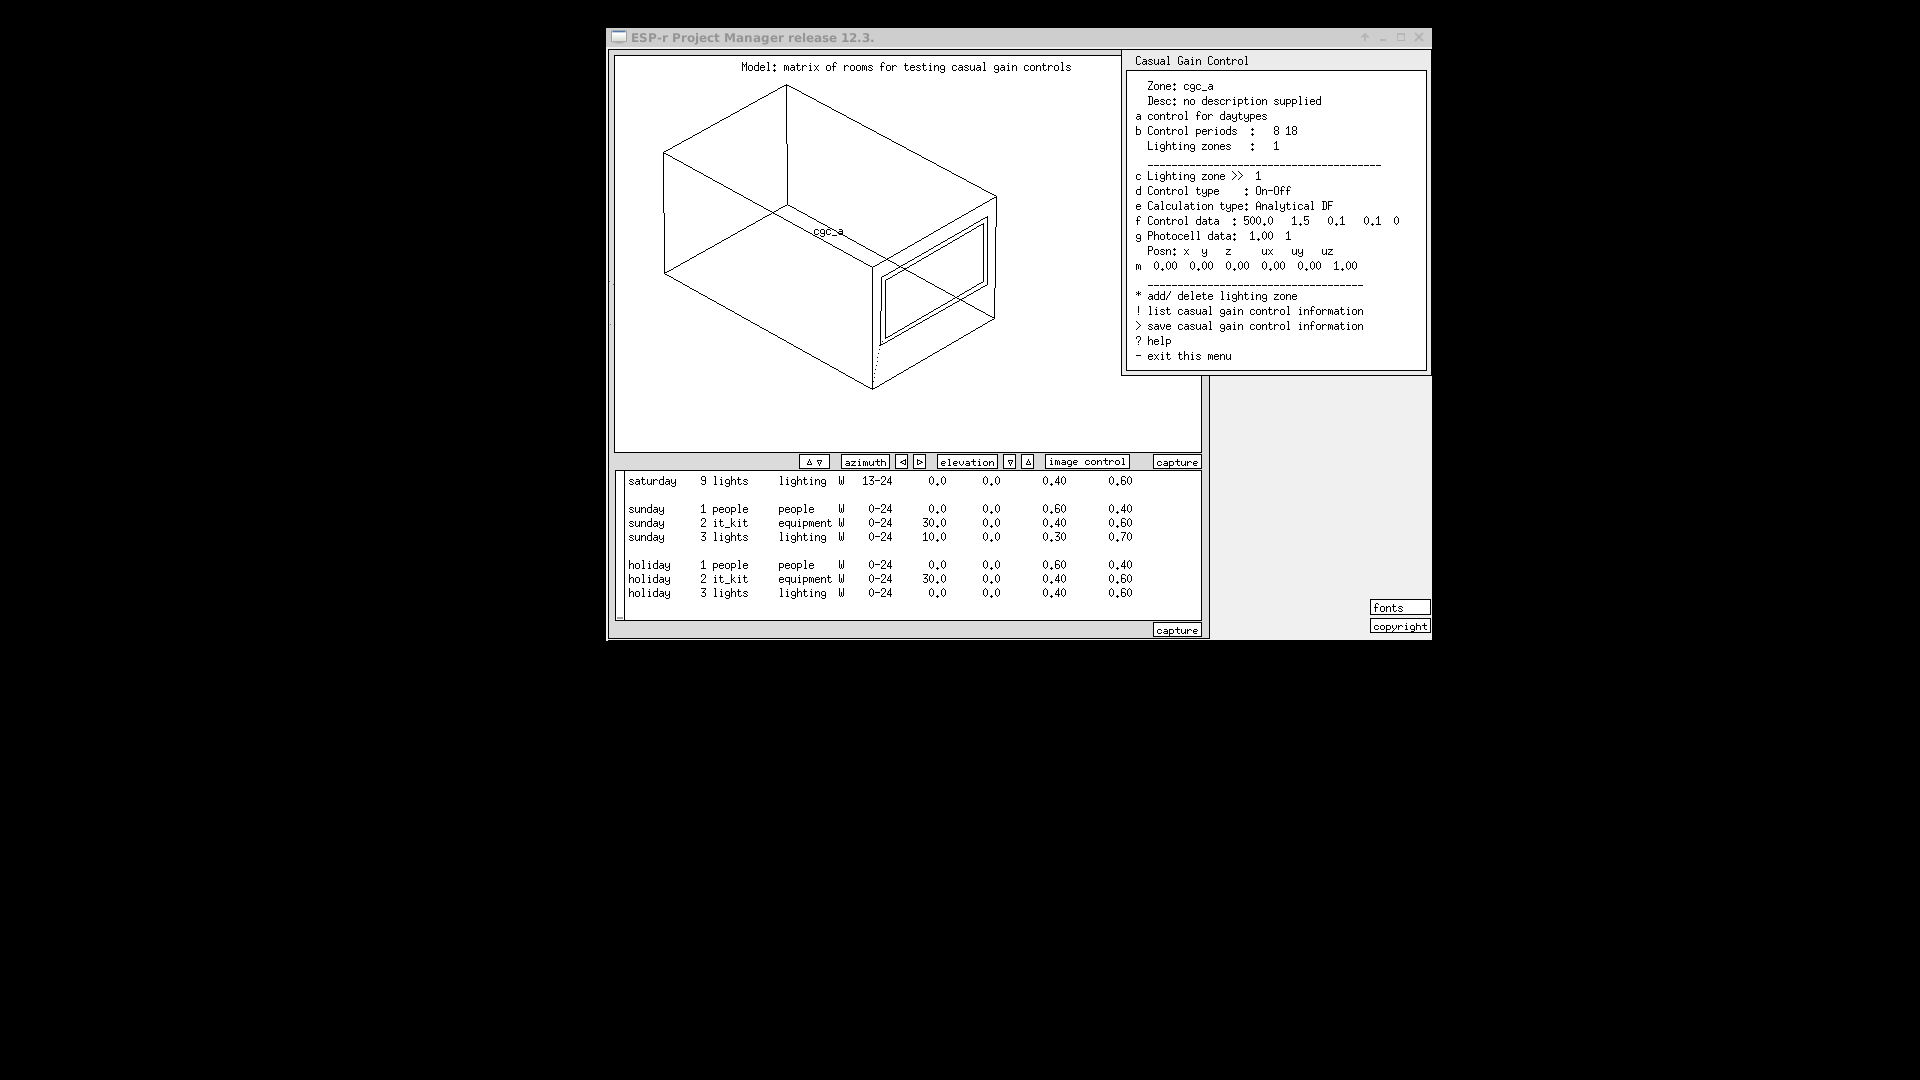 ESP-r Project Manager release 12.3.
Model: matrix of rooms for testing casual gain controls
cgc_a
Casual Gain Control
Zone: cgc_a
Desc: no description supplied
a control for daytypes
b Control periods  :   8 18
Lighting zones   :   1
c Lighting zone >>  1
d Control type    : On-Off
e Calculation type: Analytical DF
f Control data  : 500.0   1.5   0.1   0.1  0
g Photocell data:  1.00  1
Posn: x  y   z     ux   uy   uz
m  0.00  0.00  0.00  0.00  0.00  1.00
* add/ delete lighting zone
! list casual gain control information
> save casual gain control information
? help
- exit this menu
azimuth
elevation
image control
capture
saturday    9 lights     lighting  W   13-24      0.0      0.0       0.40       0.60
sunday      1 people     people    W    0-24      0.0      0.0       0.60       0.40
sunday      2 it_kit     equipment W    0-24     30.0      0.0       0.40       0.60
sunday      3 lights     lighting  W    0-24     10.0      0.0       0.30       0.70
holiday     1 people     people    W    0-24      0.0      0.0       0.60       0.40
holiday     2 it_kit     equipment W    0-24     30.0      0.0       0.40       0.60
holiday     3 lights     lighting  W    0-24      0.0      0.0       0.40       0.60
capture
fonts
copyright